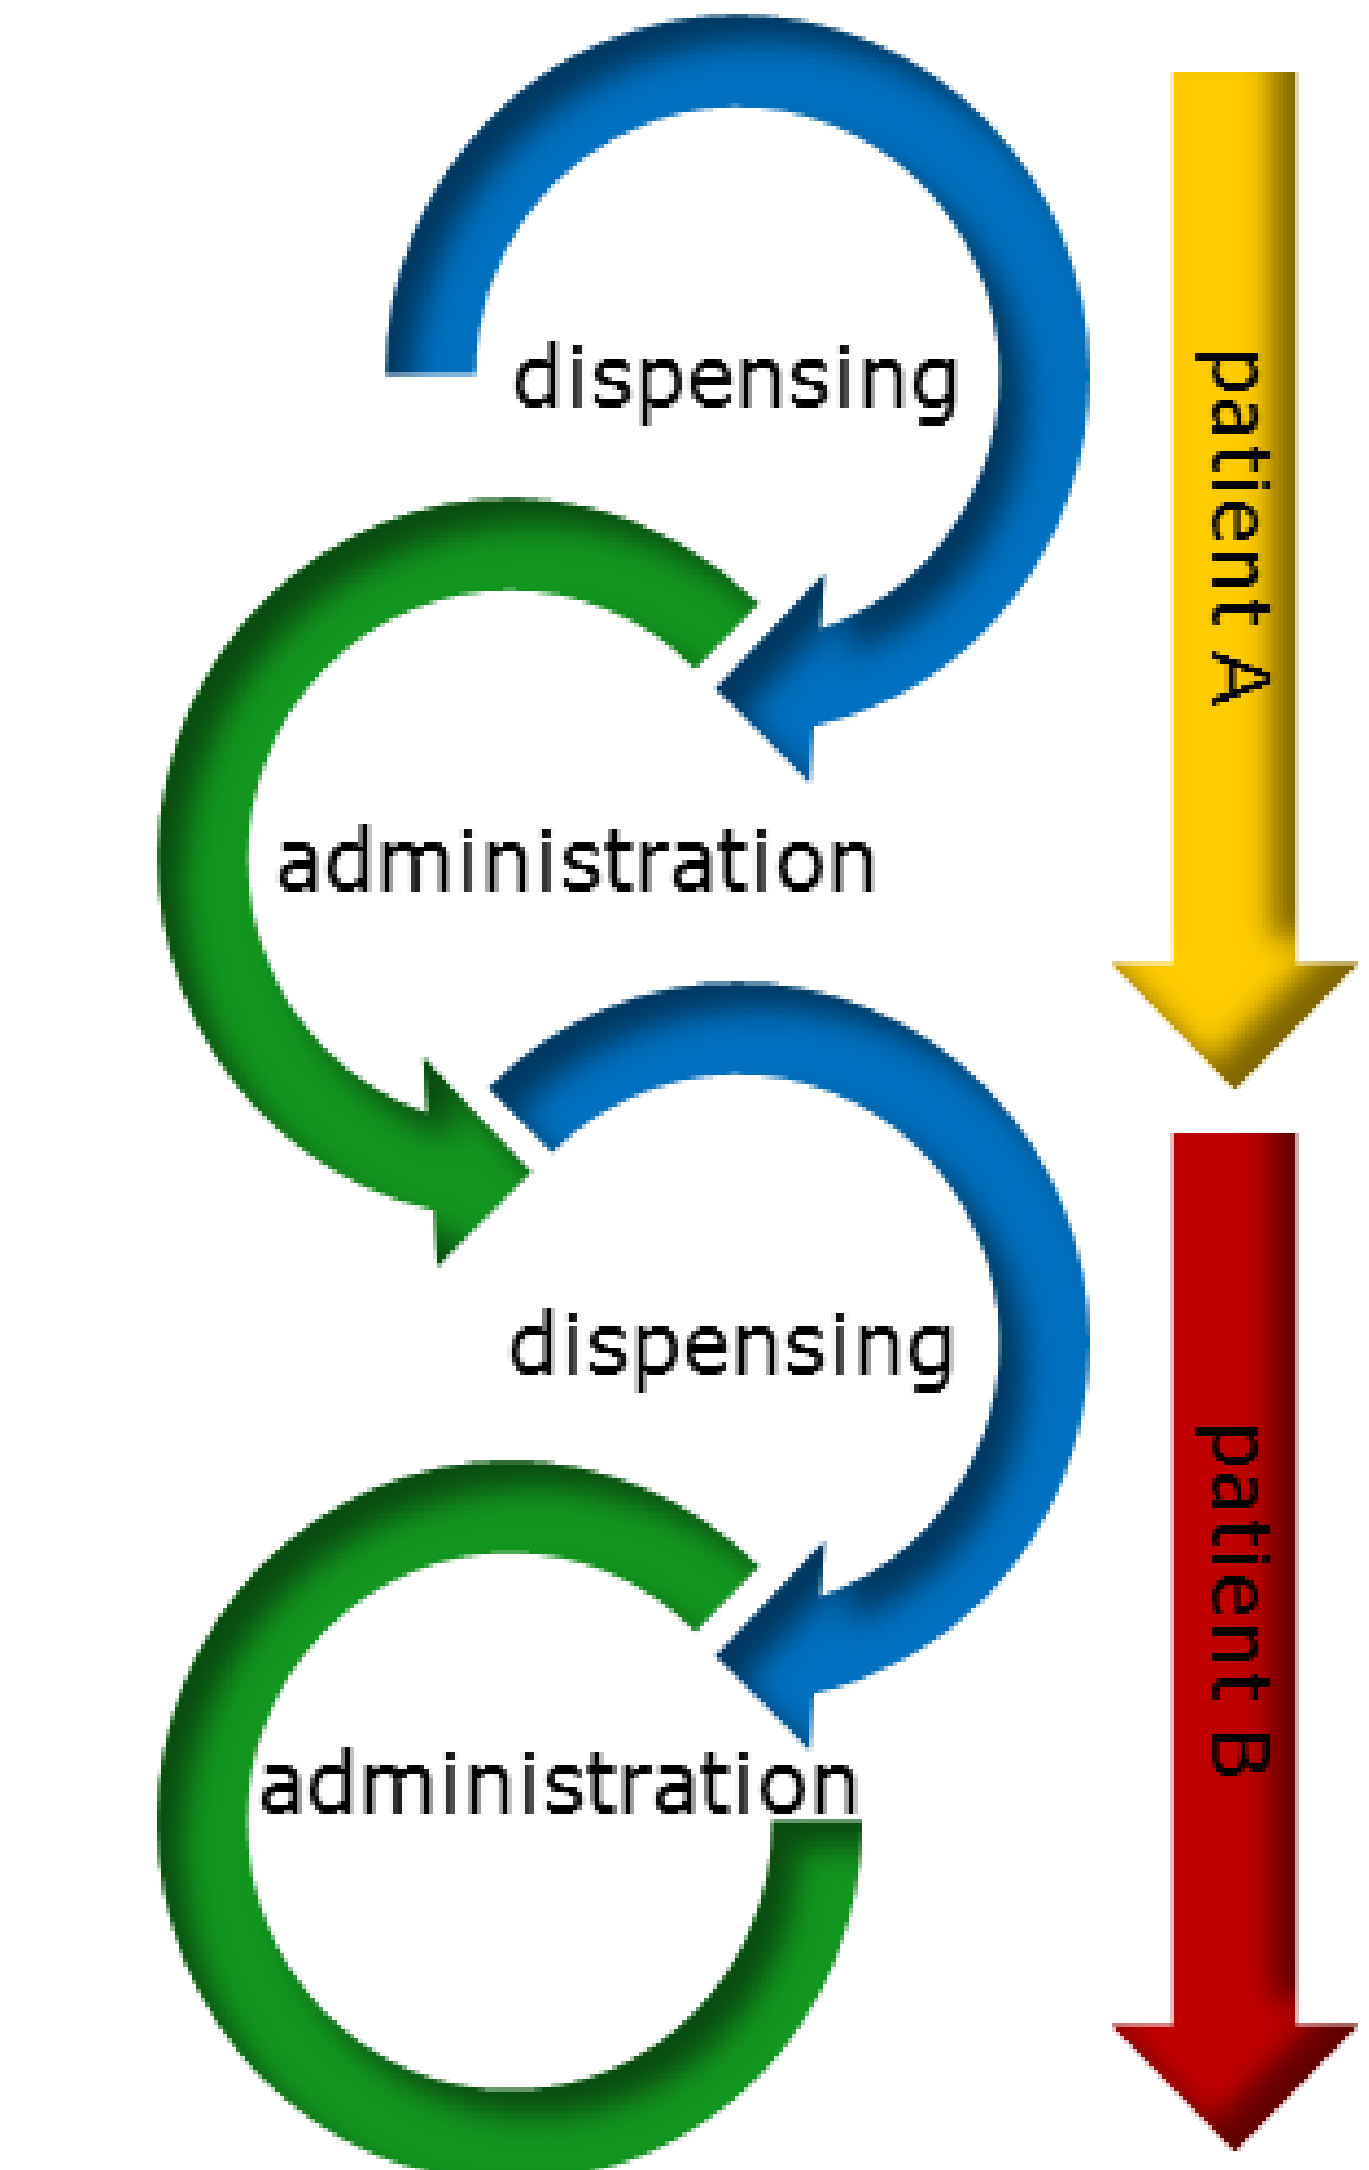 dispensing
administration
dispensing
administration
patient A
patient B